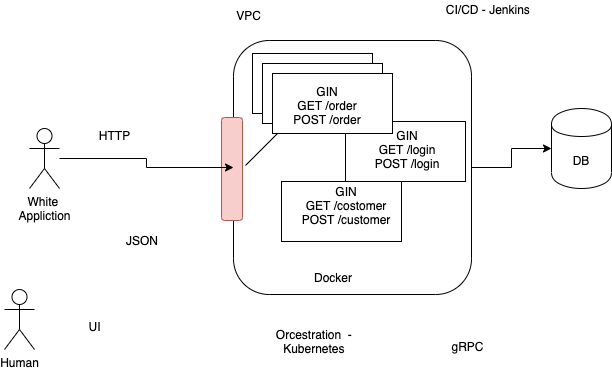 VPC
CI/CD - Jenkins
GIN
GET /order
POST /order
HTTP
GIN
GET /login
POST /login
DB
White
Appliction
GIN
GET /costomer
POST /customer
JSON
Docker
UI
Human
Orcestration -
Kubernetes
gRPC